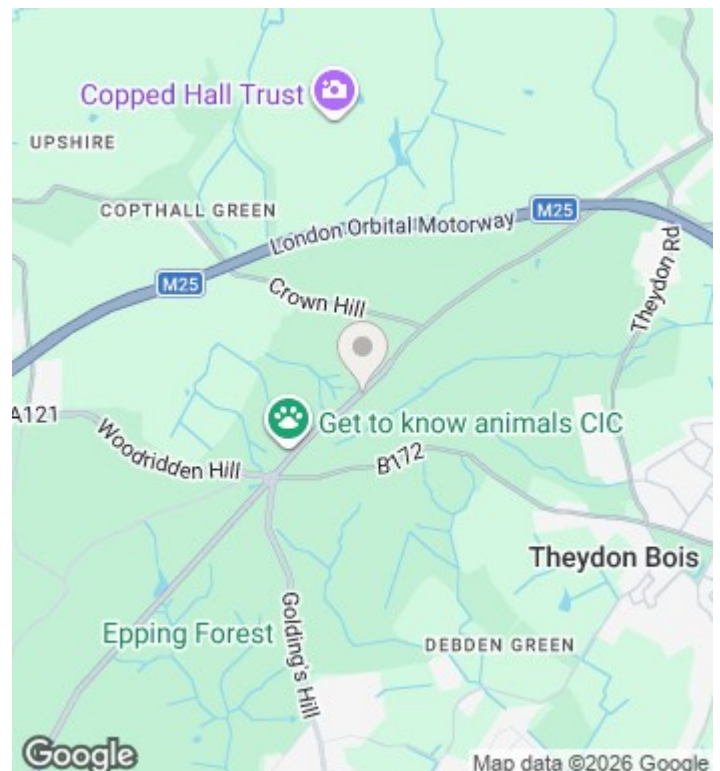 Copped Hall Trust
UPSHIRE
COPTHALL GREEN
London Orbital Motorway
M25
M25
Crown Hill
Theydon Rd
A121
Get to know animals CIC
Woodridden Hill
B172
Theydon Bois
Golding's Hill
Epping Forest
DEBDEN GREEN
Google
Map data ©2026 Google